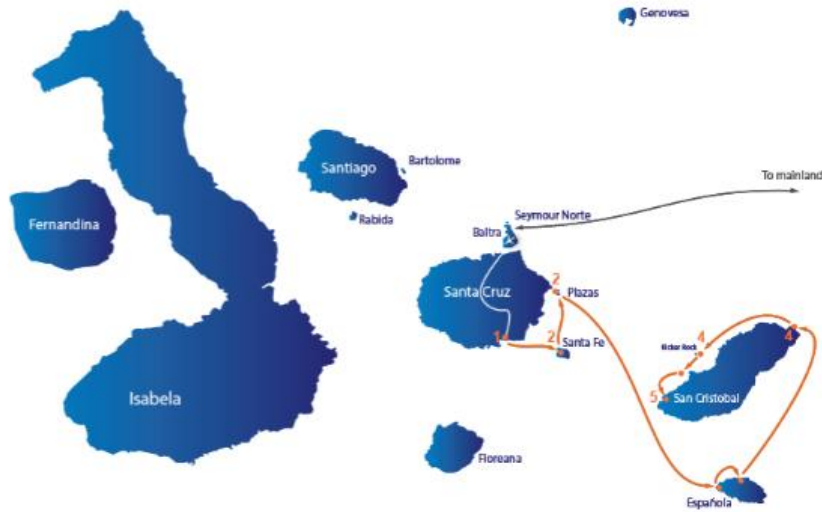 Genovesa
Santiago
Bartolome
To mainland
Fernandina
Rabida
Seymour Norte
Baltra
2
Santa Cruz
Plazas
1
2
Santa Fe
4
4
Kicker Rock
Isabela
5
San Cristobal
Floreana
Española